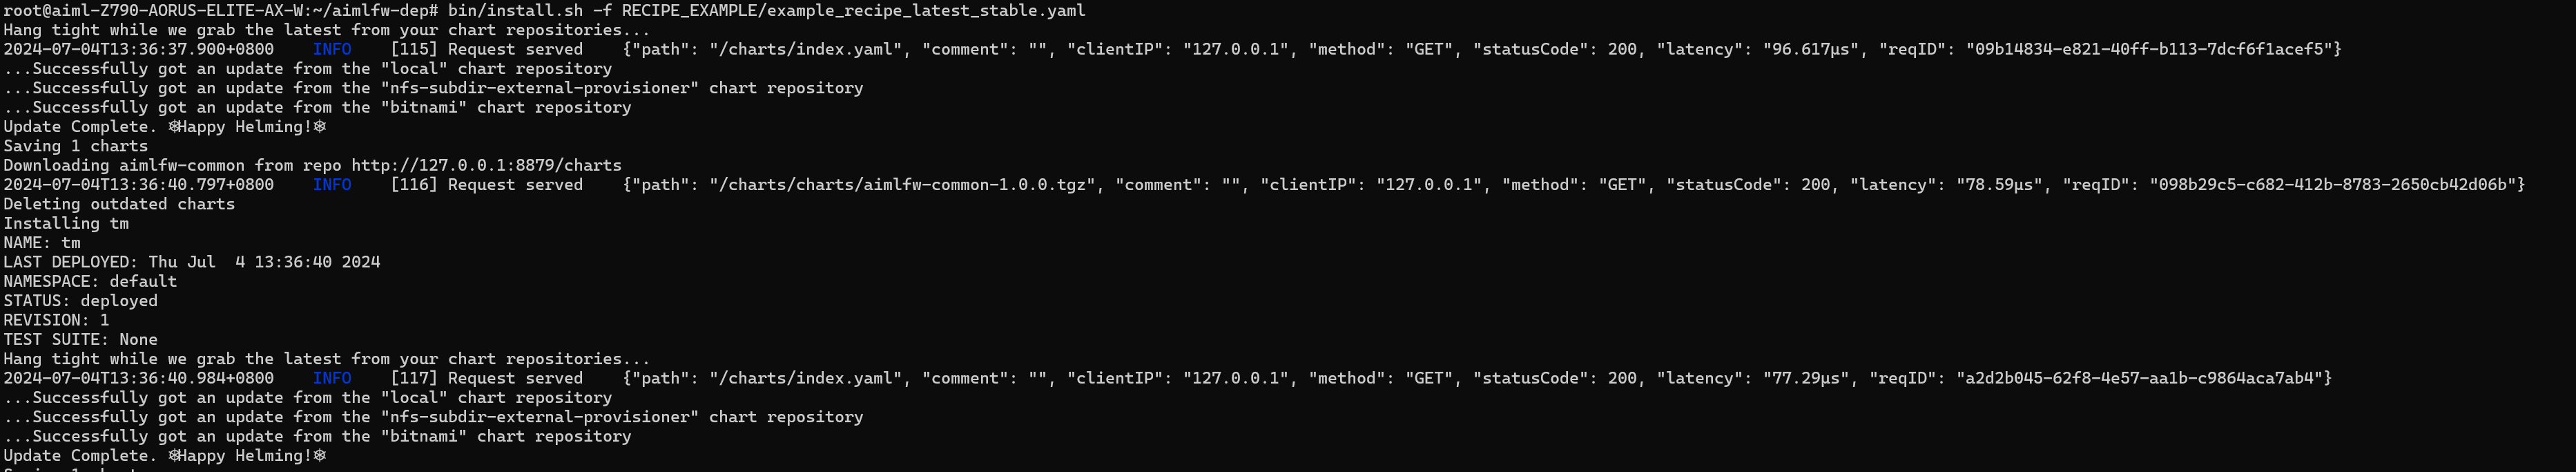 root@aiml-Z790-AORUS-ELITE-AX-W:~/aimlfw-dep# bin/install.sh -f RECIPE_EXAMPLE/example_recipe_latest_stable.yaml
Hang tight while we grab the latest from your chart repositories...
2024-07-04T13:36:37.900+0800    INFO    [115] Request served    {"path": "/charts/index.yaml", "comment": "", "clientIP": "127.0.0.1", "method": "GET", "statusCode": 200, "latency": "96.617µs", "reqID": "09b14834-e821-40ff-b113-7dcf6f1acef5"}
...Successfully got an update from the "local" chart repository
...Successfully got an update from the "nfs-subdir-external-provisioner" chart repository
...Successfully got an update from the "bitnami" chart repository
Update Complete. ⎈Happy Helming!⎈
Saving 1 charts
Downloading aimlfw-common from repo http://127.0.0.1:8879/charts
2024-07-04T13:36:40.797+0800    INFO    [116] Request served    {"path": "/charts/charts/aimlfw-common-1.0.0.tgz", "comment": "", "clientIP": "127.0.0.1", "method": "GET", "statusCode": 200, "latency": "78.59µs", "reqID": "098b29c5-c682-412b-8783-2650cb42d06b"}
Deleting outdated charts
Installing tm
NAME: tm
LAST DEPLOYED: Thu Jul  4 13:36:40 2024
NAMESPACE: default
STATUS: deployed
REVISION: 1
TEST SUITE: None
Hang tight while we grab the latest from your chart repositories...
2024-07-04T13:36:40.984+0800    INFO    [117] Request served    {"path": "/charts/index.yaml", "comment": "", "clientIP": "127.0.0.1", "method": "GET", "statusCode": 200, "latency": "77.29µs", "reqID": "a2d2b045-62f8-4e57-aa1b-c9864aca7ab4"}
...Successfully got an update from the "local" chart repository
...Successfully got an update from the "nfs-subdir-external-provisioner" chart repository
...Successfully got an update from the "bitnami" chart repository
Update Complete. ⎈Happy Helming!⎈